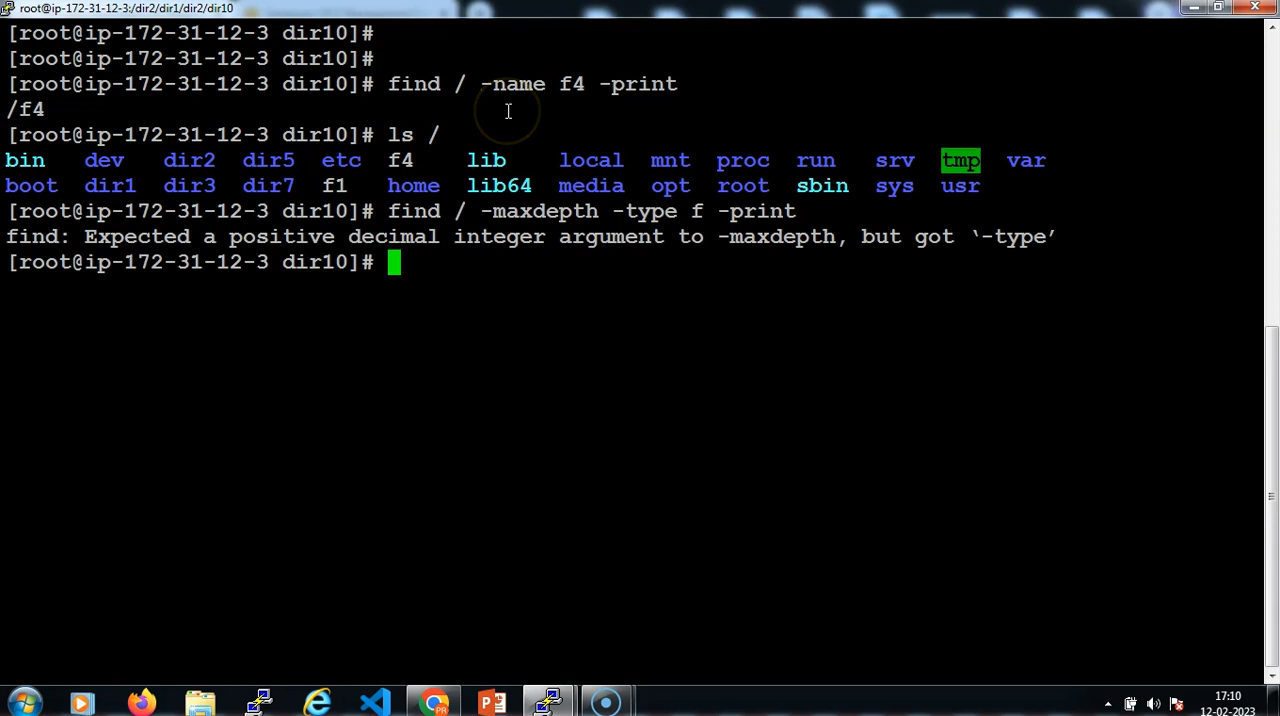 root@ip-172-31-12-3:/dir2/dir1/dir2/dir10
[root@ip-172-31-12-3 dir10]#
[root@ip-172-31-12-3 dir10]#
[root@ip-172-31-12-3 dir10]# find / -name f4 -print
/f4
[root@ip-172-31-12-3 dir10]# ls /
bin dev dir2 dir5 etc f4 lib local mnt proc run srv tmp var
boot dir1 dir3 dir7 f1 home lib64 media opt root sbin sys usr
[root@ip-172-31-12-3 dir10]# find / -maxdepth -type f -print
find: Expected a positive decimal integer argument to -maxdepth, but got ‘-type’
[root@ip-172-31-12-3 dir10]#
PR
17:10
12-02-2023